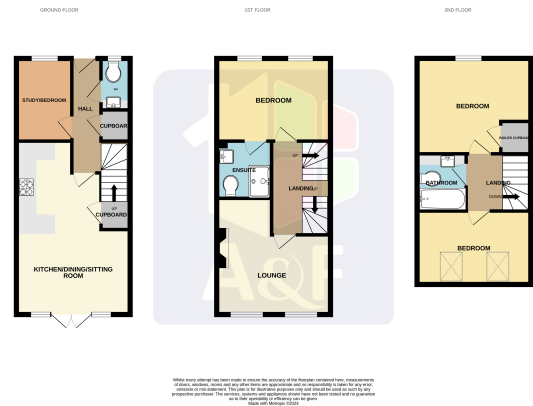 GROUND FLOOR
1ST FLOOR
2ND FLOOR
STUDY/BEDROOM
HALL
WC
CUPBOARD
UP
CUPBOARD
KITCHEN/DINING/SITTING
ROOM
BEDROOM
ENSUITE
UP
LANDING
UP
LOUNGE
A&F
BEDROOM
BOILER CUPBOARD
BATHROOM
LANDING
DOWN
BEDROOM
Whilst every attempt has been made to ensure the accuracy of the floorplan contained here, measurements
of doors, windows, rooms and any other items are approximate and no responsibility is taken for any error,
omission or mis-statement. This plan is for illustrative purposes only and should be used as such by any
prospective purchaser. The services, systems and appliances shown have not been tested and no guarantee
as to their operability or efficiency can be given.
Made with Metropix ©2024